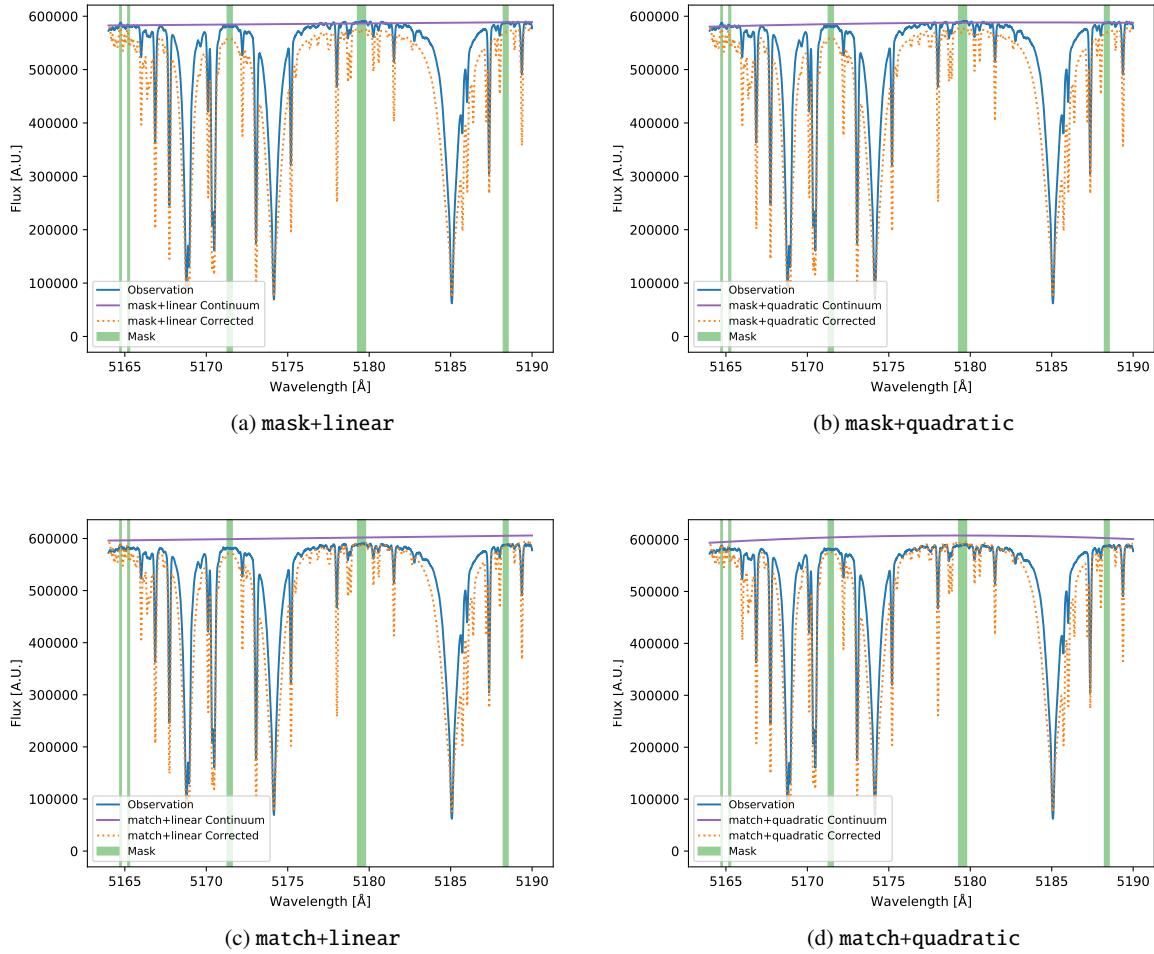 600000
500000
400000
300000
200000
100000
0
Flux [A.U.]
Observation
mask+linear Continuum
mask+linear Corrected
Mask
5165 5170 5175 5180 5185 5190
Wavelength [Å]
(a) mask+linear
600000
500000
400000
300000
200000
100000
0
Flux [A.U.]
Observation
mask+quadratic Continuum
mask+quadratic Corrected
Mask
5165 5170 5175 5180 5185 5190
Wavelength [Å]
(b) mask+quadratic
600000
500000
400000
300000
200000
100000
0
Flux [A.U.]
Observation
match+linear Continuum
match+linear Corrected
Mask
5165 5170 5175 5180 5185 5190
Wavelength [Å]
(c) match+linear
600000
500000
400000
300000
200000
100000
0
Flux [A.U.]
Observation
match+quadratic Continuum
match+quadratic Corrected
Mask
5165 5170 5175 5180 5185 5190
Wavelength [Å]
(d) match+quadratic